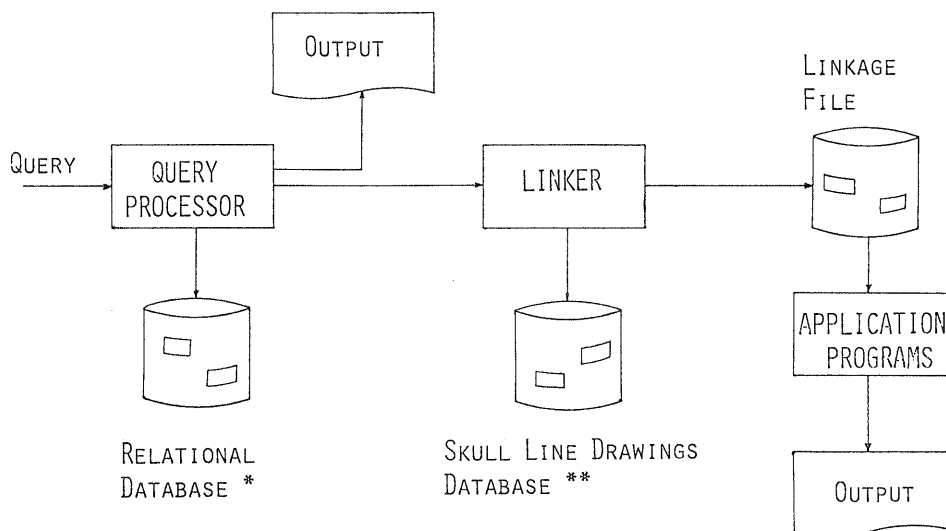 OUTPUT
LINKAGE
FILE
QUERY
QUERY
PROCESSOR
LINKER
APPLICATION
PROGRAMS
RELATIONAL
DATABASE *
SKULL LINE DRAWINGS
DATABASE **
OUTPUT